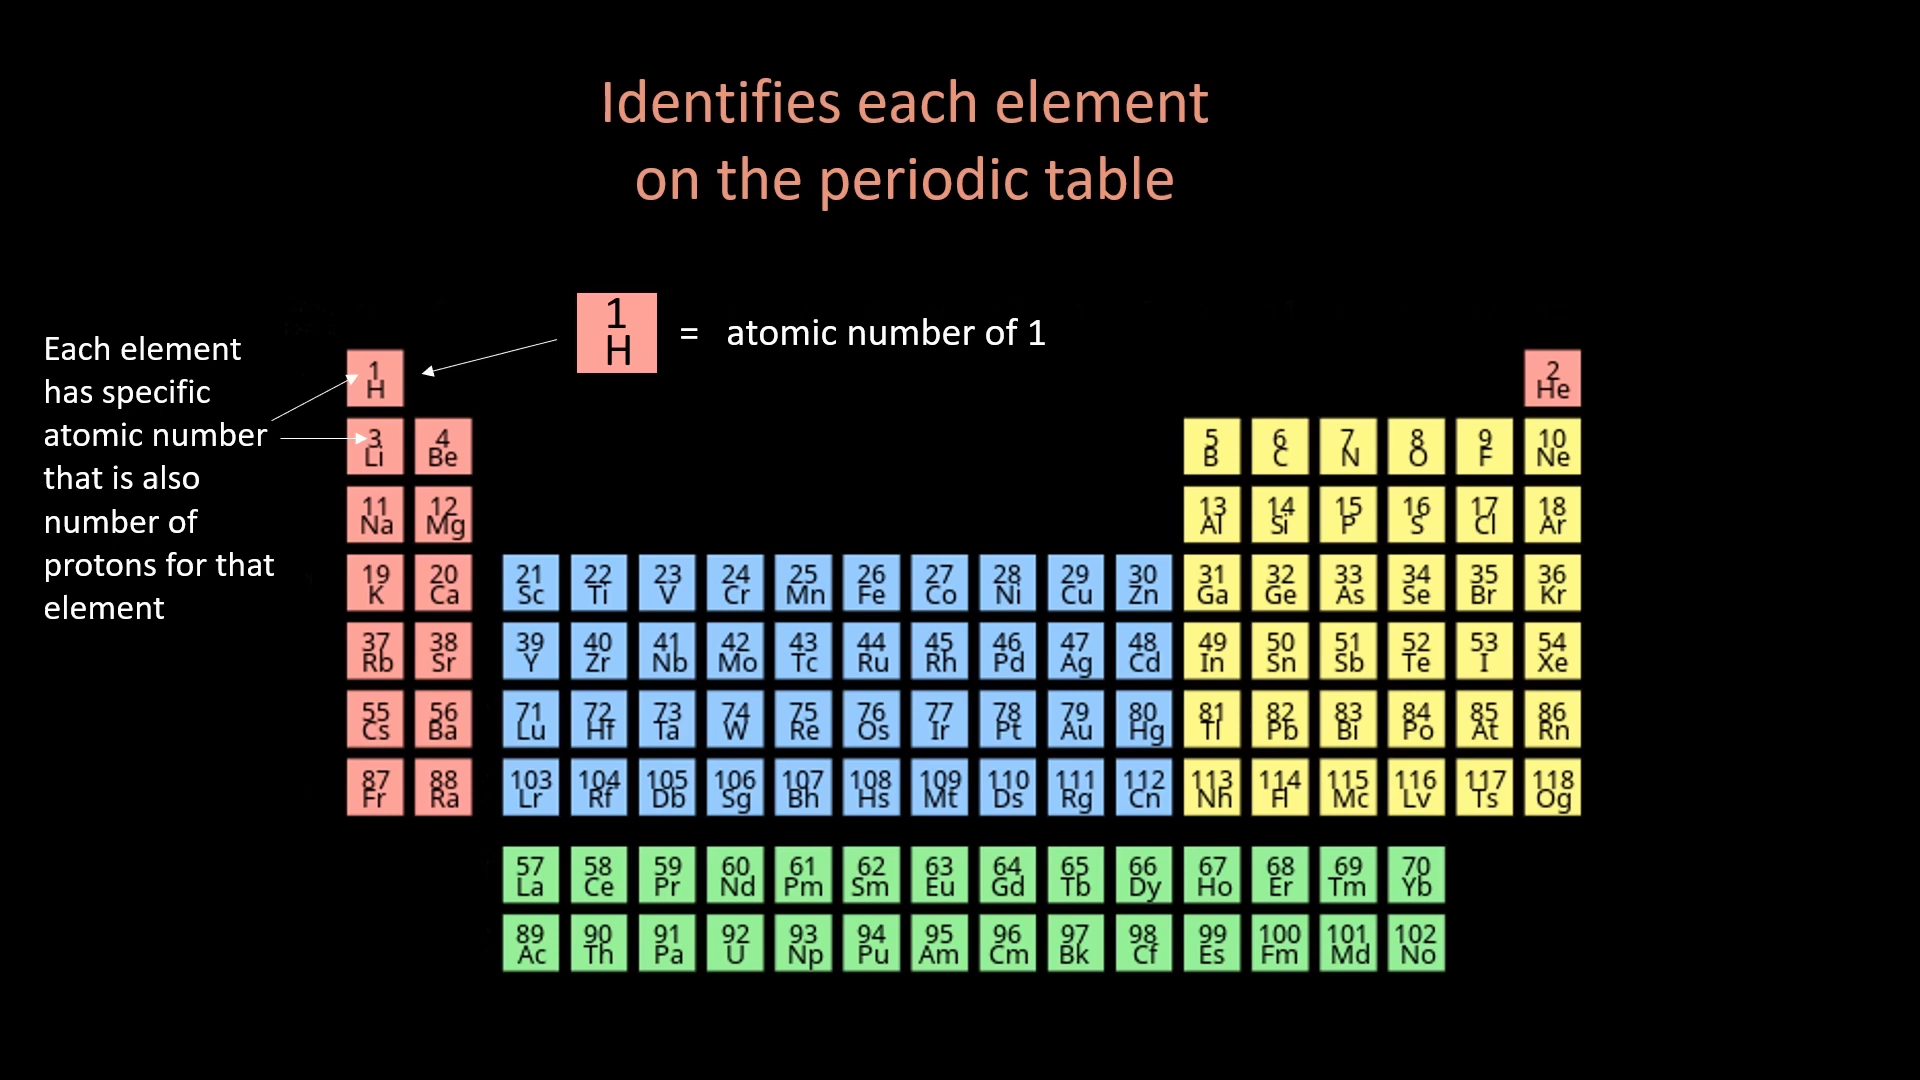 Identifies each element
on the periodic table
1
H
= atomic number of 1
Each element
has specific
atomic number
that is also
number of
protons for that
element
1 2
H He
3 4 5 6 7 8 9 10
Li Be B C N O F Ne
11 12 13 14 15 16 17 18
Na Mg Al Si P S Cl Ar
19 20 21 22 23 24 25 26 27 28 29 30 31 32 33 34 35 36
K Ca Sc Ti V Cr Mn Fe Co Ni Cu Zn Ga Ge As Se Br Kr
37 38 39 40 41 42 43 44 45 46 47 48 49 50 51 52 53 54
Rb Sr Y Zr Nb Mo Tc Ru Rh Pd Ag Cd In Sn Sb Te I Xe
55 56 71 72 73 74 75 76 77 78 79 80 81 82 83 84 85 86
Cs Ba Lu Hf Ta W Re Os Ir Pt Au Hg Tl Pb Bi Po At Rn
87 88 103 104 105 106 107 108 109 110 111 112 113 114 115 116 117 118
Fr Ra Lr Rf Db Sg Bh Hs Mt Ds Rg Cn Nh Fl Mc Lv Ts Og
57 58 59 60 61 62 63 64 65 66 67 68 69 70
La Ce Pr Nd Pm Sm Eu Gd Tb Dy Ho Er Tm Yb
89 90 91 92 93 94 95 96 97 98 99 100 101 102
Ac Th Pa U Np Pu Am Cm Bk Cf Es Fm Md No